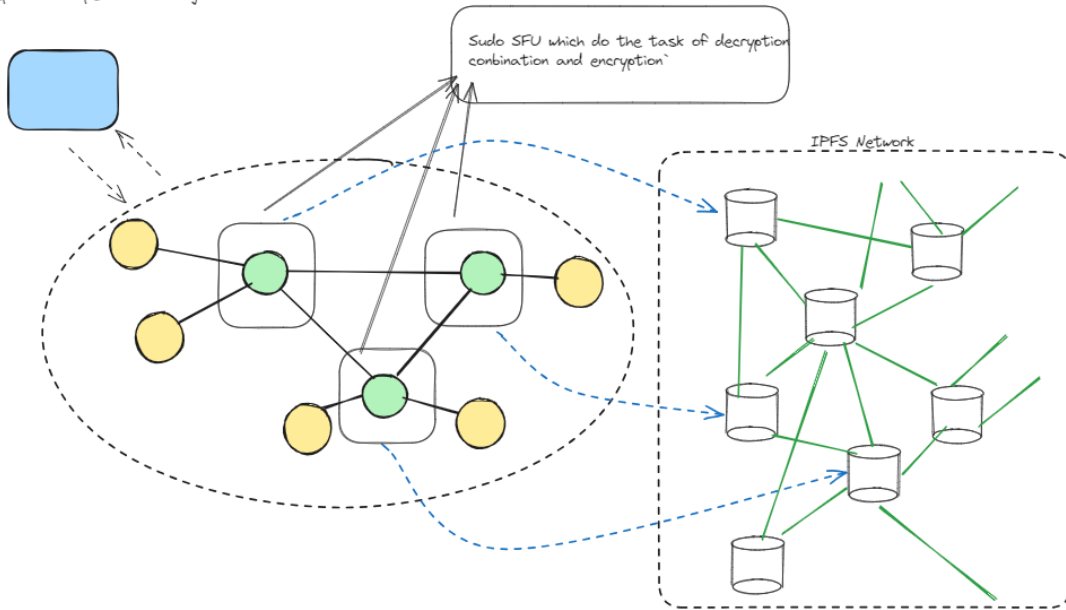 Sudo SFU which do the task of decryption
conbination and encryption`
IPFS Network